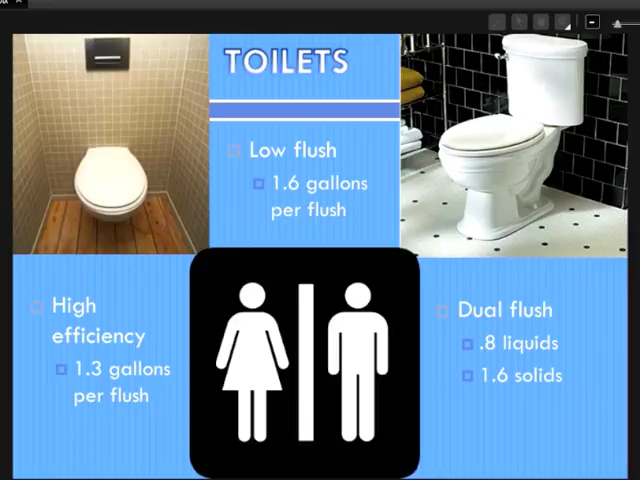 TOILETS
Low flush
1.6 gallons
per flush
High
efficiency
1.3 gallons
per flush
Dual flush
.8 liquids
1.6 solids